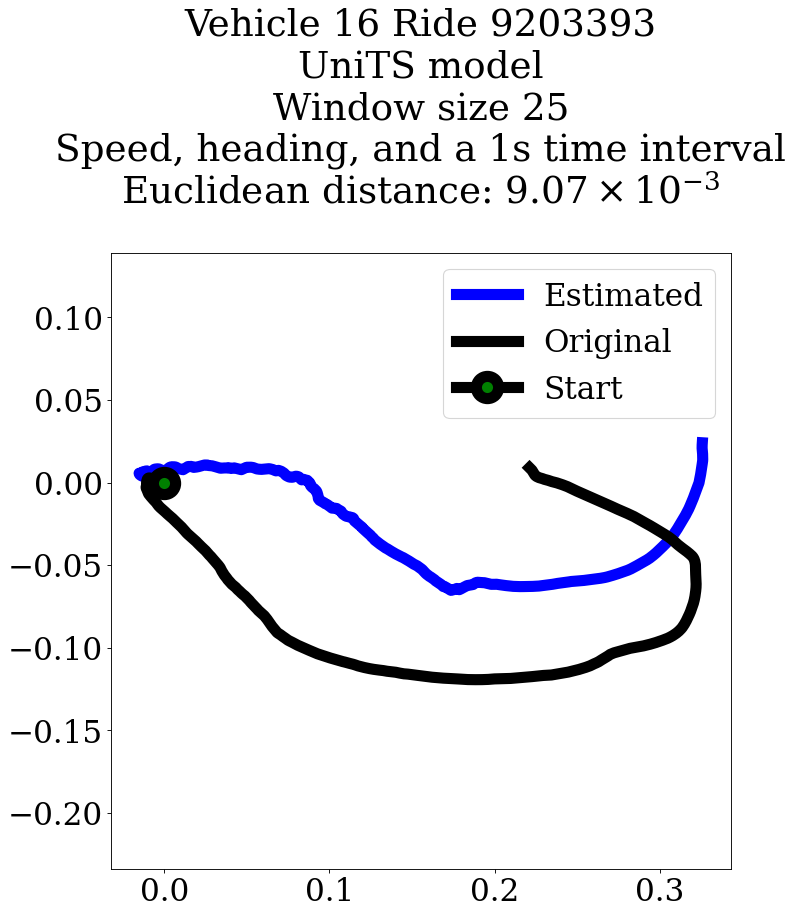 Vehicle 16 Ride 9203393
UniTS model
Window size 25
Speed, heading, and a 1s time interval
Euclidean distance: 9.07 × 10⁻³
Estimated
Original
Start
0.10
0.05
0.00
−0.05
−0.10
−0.15
−0.20
0.0 0.1 0.2 0.3